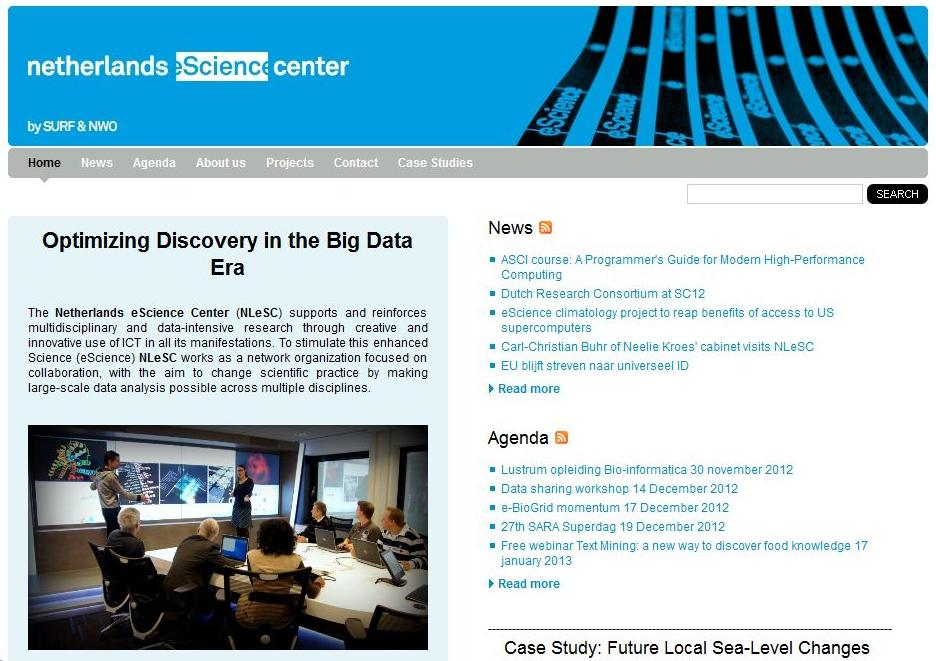 netherlands eScience center
by SURF & NWO
eScience
eScience
eScience
eScience
eScience
Home News Agenda About us Projects Contact Case Studies
SEARCH
Optimizing Discovery in the Big Data
Era
The Netherlands eScience Center (NLeSC) supports and reinforces
multidisciplinary and data-intensive research through creative and
innovative use of ICT in all its manifestations. To stimulate this enhanced
Science (eScience) NLeSC works as a network organization focused on
collaboration, with the aim to change scientific practice by making
large-scale data analysis possible across multiple disciplines.
News
ASCI course: A Programmer's Guide for Modern High-Performance
Computing
Dutch Research Consortium at SC12
eScience climatology project to reap benefits of access to US
supercomputers
Carl-Christian Buhr of Neelie Kroes' cabinet visits NLeSC
EU blijft streven naar universeel ID
Read more
Agenda
Lustrum opleiding Bio-informatica 30 november 2012
Data sharing workshop 14 December 2012
e-BioGrid momentum 17 December 2012
27th SARA Superdag 19 December 2012
Free webinar Text Mining: a new way to discover food knowledge 17
january 2013
Read more
Case Study: Future Local Sea-Level Changes